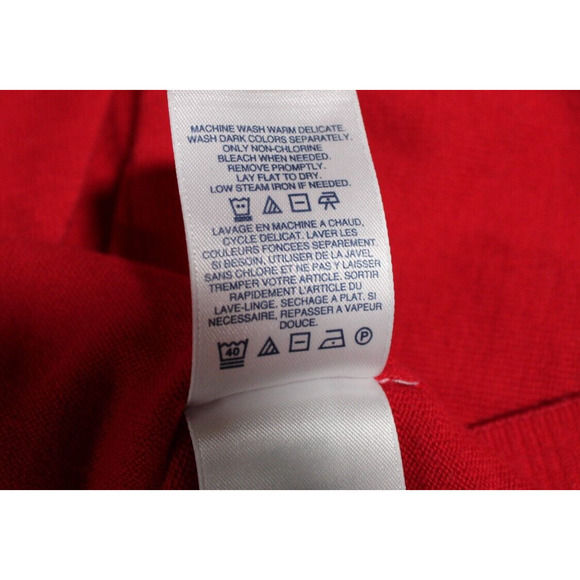 MACHINE WASH WARM DELICATE.
WASH DARK COLORS SEPARATELY.
ONLY NON-CHLORINE
BLEACH WHEN NEEDED.
REMOVE PROMPTLY.
LAY FLAT TO DRY.
LOW STEAM IRON IF NEEDED.
LAVAGE EN MACHINE A CHAUD,
CYCLE DELICAT. LAVER LES
COULEURS FONCEES SEPAREMENT.
SI BESOIN, UTILISER DE LA JAVEL
SANS CHLORE ET NE PAS Y LAISSER
TREMPER VOTRE ARTICLE. SORTIR
RAPIDEMENT L'ARTICLE DU
LAVE-LINGE. SECHAGE A PLAT. SI
NECESSAIRE, REPASSER A VAPEUR
DOUCE.
40 P